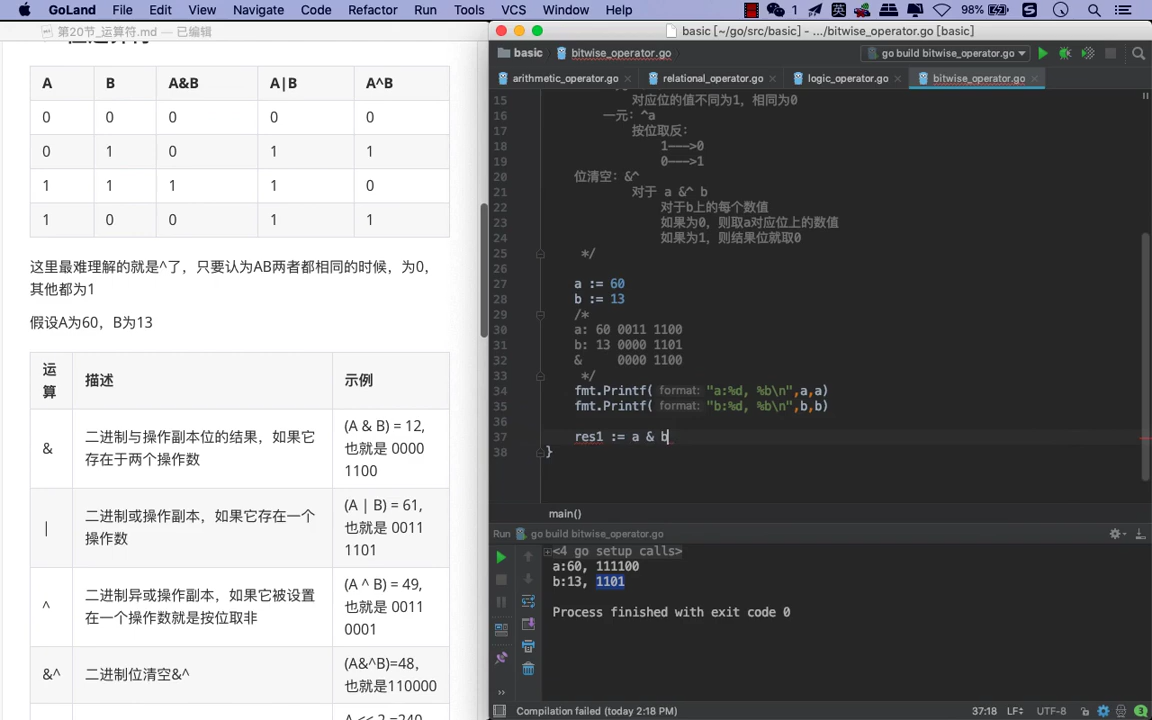 GoLand File Edit View Navigate Code Refactor Run Tools VCS Window Help 1 英 98% S
第20节_运算符.md — 已编辑
A B A&B A|B A^B
0 0 0 0 0
0 1 0 1 1
1 1 1 1 0
1 0 0 1 1
这里最难理解的就是^了，只要认为AB两者都相同的时候，为0，
其他都为1
假设A为60，B为13
运算 描述 示例
& 二进制与操作副本位的结果，如果它
存在于两个操作数
(A & B) = 12,
也就是 0000
1100
| 二进制或操作副本，如果它存在一个
操作数
(A | B) = 61,
也就是 0011
1101
^ 二进制异或操作副本，如果它被设置
在一个操作数就是按位取非
(A ^ B) = 49,
也就是 0011
0001
&^ 二进制位清空&^
(A&^B)=48,
也就是110000
basic [~/go/src/basic] - .../bitwise_operator.go [basic]
basic bitwise_operator.go go build bitwise_operator.go
arithmetic_operator.go relational_operator.go logic_operator.go bitwise_operator.go
15 对应位的值不同为1，相同为0
16 一元：^a
17 按位取反：
18 1--->0
19 0--->1
20 位清空：&^
21 对于 a &^ b
22 对于b上的每个数值
23 如果为0，则取a对应位上的数值
24 如果为1，则结果位就取0
25 */
26
27 a := 60
28 b := 13
29 /*
30 a: 60 0011 1100
31 b: 13 0000 1101
32 & 0000 1100
33 */
34 fmt.Printf( format: "a:%d, %b\n",a,a)
35 fmt.Printf( format: "b:%d, %b\n",b,b)
36
37 res1 := a & b
38 }
main()
Run go build bitwise_operator.go
<4 go setup calls>
a:60, 111100
b:13, 1101
Process finished with exit code 0
Compilation failed (today 2:18 PM) 37:18 LF÷ UTF-8 3